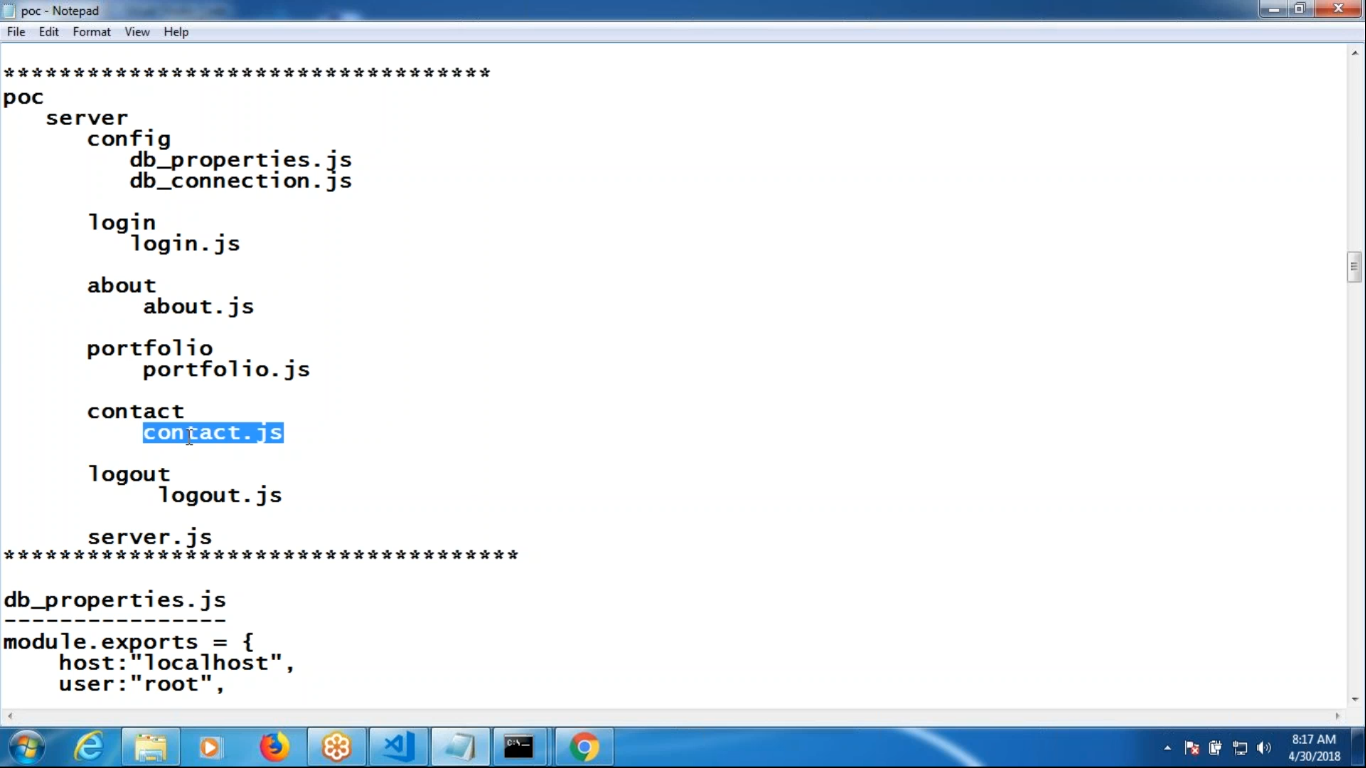 poc - Notepad
File Edit Format View Help
***********************************
poc
server
config
db_properties.js
db_connection.js
login
login.js
about
about.js
portfolio
portfolio.js
contact
contact.js
logout
logout.js
server.js
*************************************
db_properties.js
----------------
module.exports = {
host:"localhost",
user:"root",
8:17 AM
4/30/2018